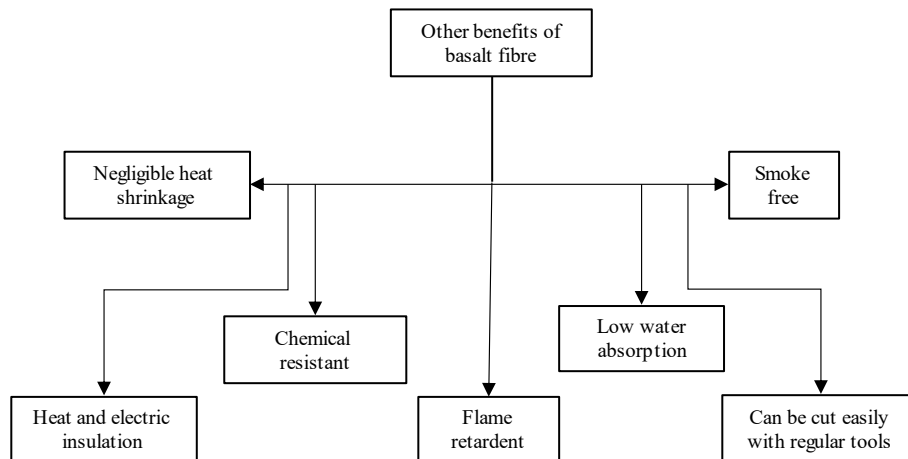 Other benefits of
basalt fibre
Negligible heat
shrinkage
Smoke
free
Chemical
resistant
Low water
absorption
Heat and electric
insulation
Flame
retardent
Can be cut easily
with regular tools